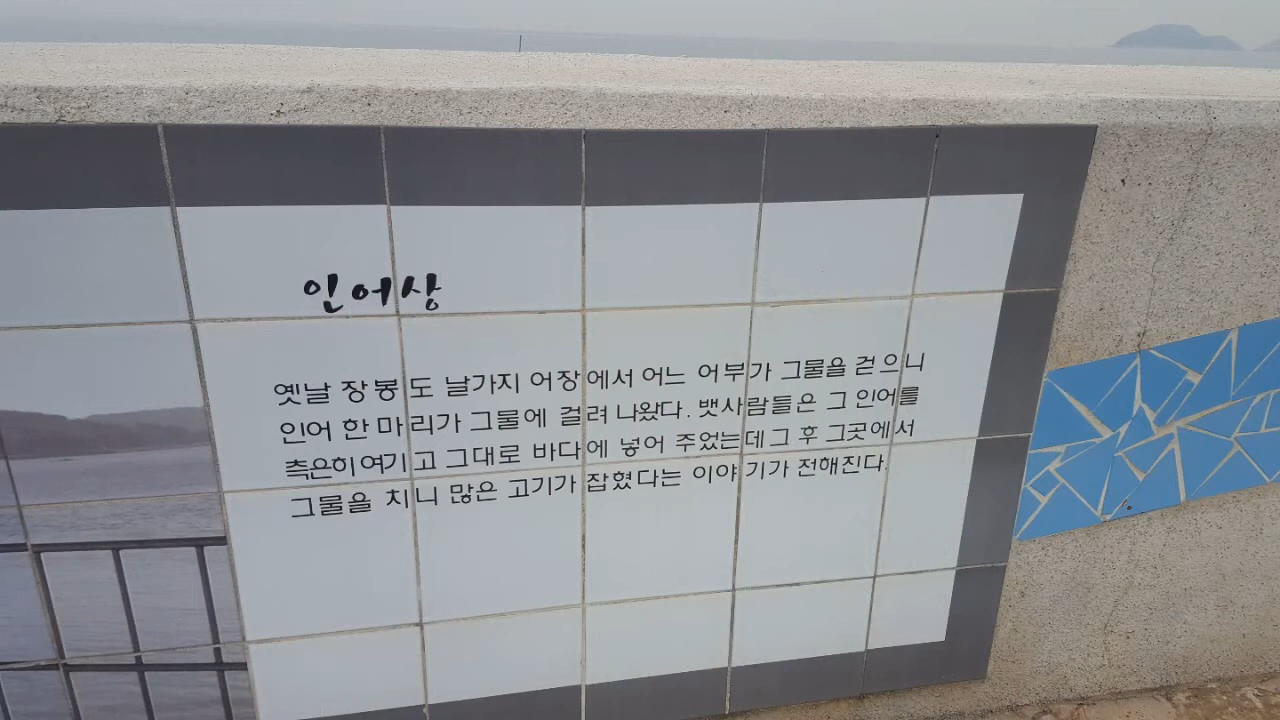 인어상
옛날 장봉도 날가지 어장에서 어느 어부가 그물을 걷으니
인어 한 마리가 그물에 걸려 나왔다. 뱃사람들은 그 인어를
측은히 여기고 그대로 바다에 넣어 주었는데 그 후 그곳에서
그물을 치니 많은 고기가 잡혔다는 이야기가 전해진다.